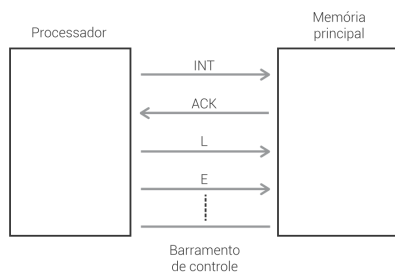 Processador
Memória
principal
INT
ACK
L
E
Barramento
de controle